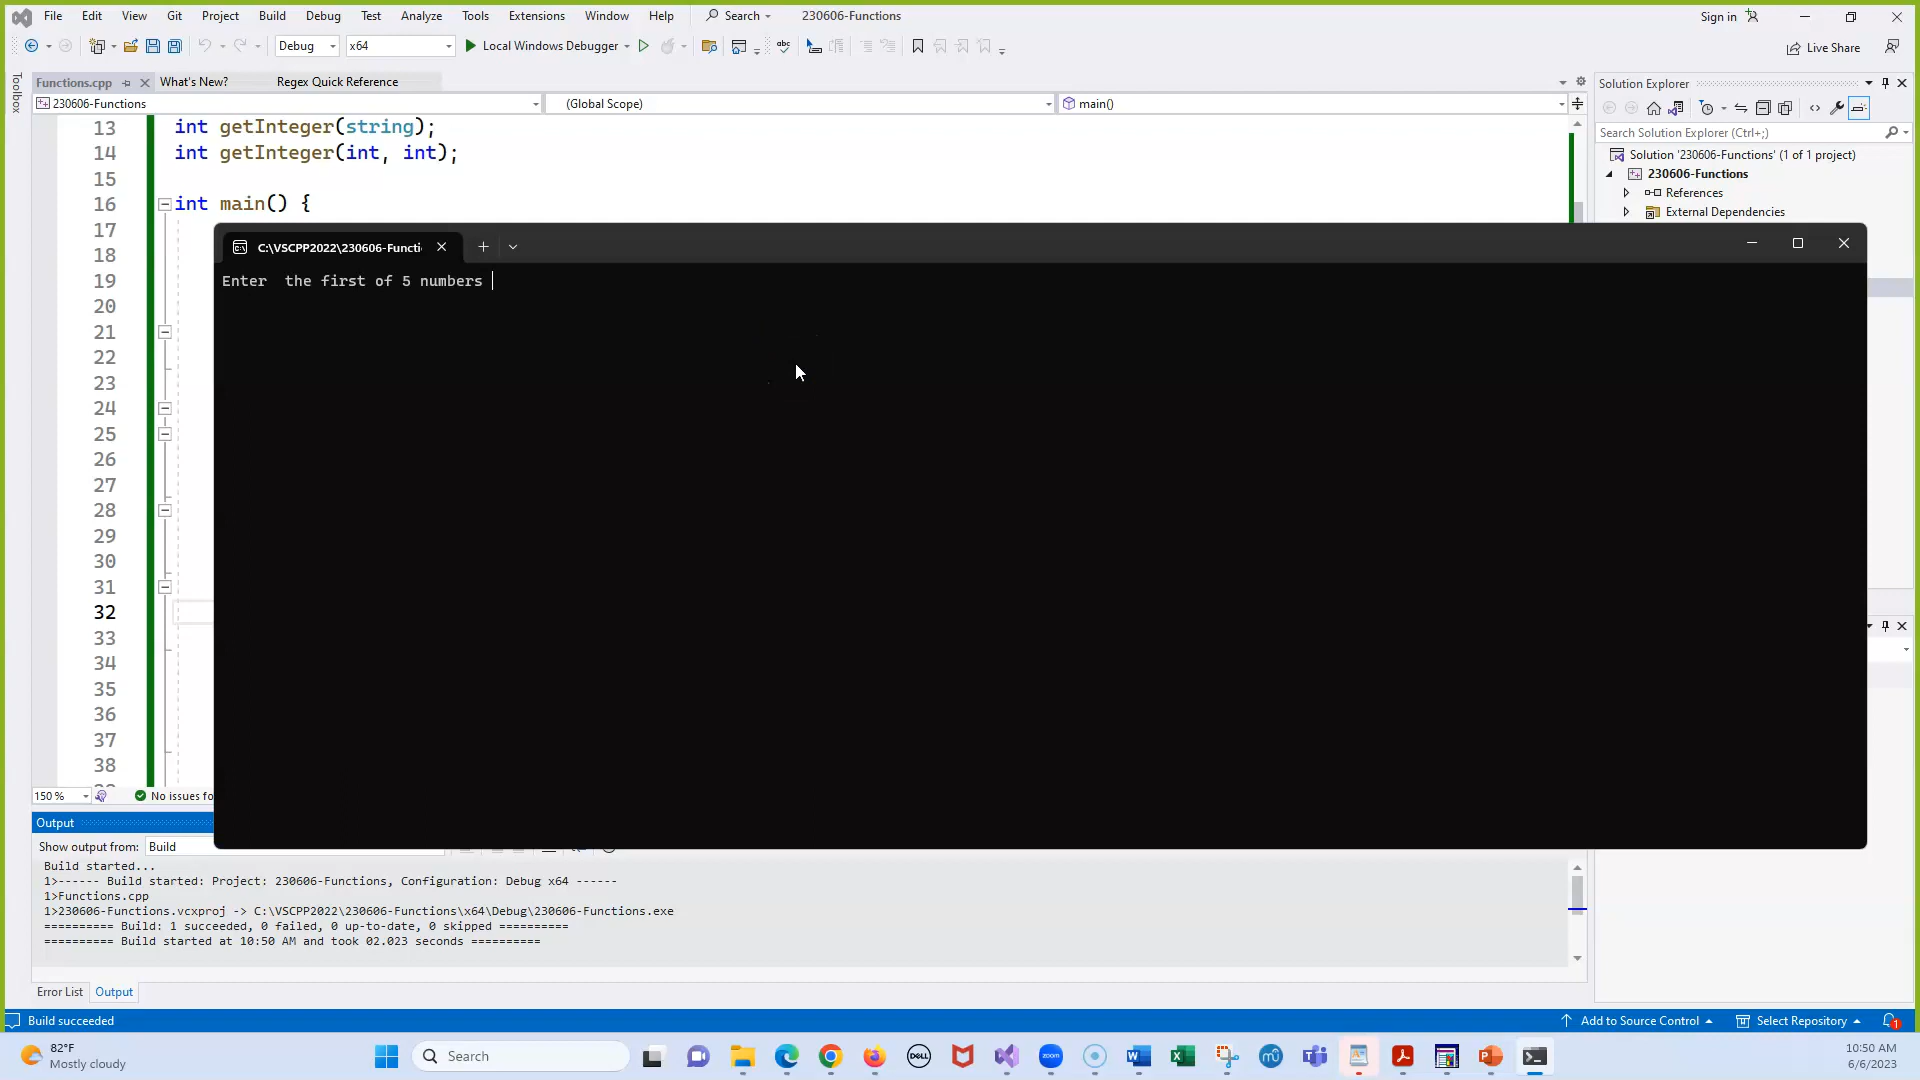 File Edit View Git Project Build Debug Test Analyze Tools Extensions Window Help Search 230606-Functions Sign in
Debug x64 Local Windows Debugger Live Share
Toolbox
Functions.cpp What's New? Regex Quick Reference
230606-Functions (Global Scope) main()
13 int getInteger(string);
14 int getInteger(int, int);
15
16 int main() {
17
18
19
20
21
22
23
24
25
26
27
28
29
30
31
32
33
34
35
36
37
38
C:\VSCPP2022\230606-Functi
Enter  the first of 5 numbers
Solution Explorer
Search Solution Explorer (Ctrl+;)
Solution '230606-Functions' (1 of 1 project)
230606-Functions
References
External Dependencies
150 % No issues fo
Output
Show output from: Build
Build started...
1>------ Build started: Project: 230606-Functions, Configuration: Debug x64 ------
1>Functions.cpp
1>230606-Functions.vcxproj -> C:\VSCPP2022\230606-Functions\x64\Debug\230606-Functions.exe
========== Build: 1 succeeded, 0 failed, 0 up-to-date, 0 skipped ==========
========== Build started at 10:50 AM and took 02.023 seconds ==========
Error List Output
Build succeeded Add to Source Control Select Repository 1
82°F
Mostly cloudy
Search
DELL
zoom
10:50 AM
6/6/2023